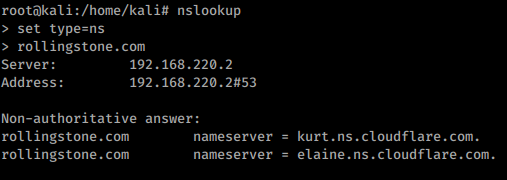 root@kali:/home/kali# nslookup
> set type=ns
> rollingstone.com
Server:         192.168.220.2
Address:        192.168.220.2#53

Non-authoritative answer:
rollingstone.com        nameserver = kurt.ns.cloudflare.com.
rollingstone.com        nameserver = elaine.ns.cloudflare.com.